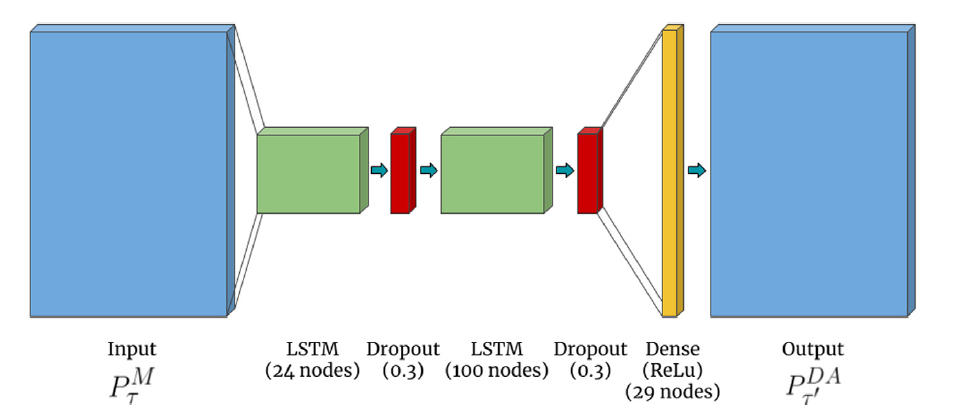 Input
P_τ^M
LSTM
(24 nodes)
Dropout
(0.3)
LSTM
(100 nodes)
Dropout
(0.3)
Dense
(ReLu)
(29 nodes)
Output
P_τ'^DA